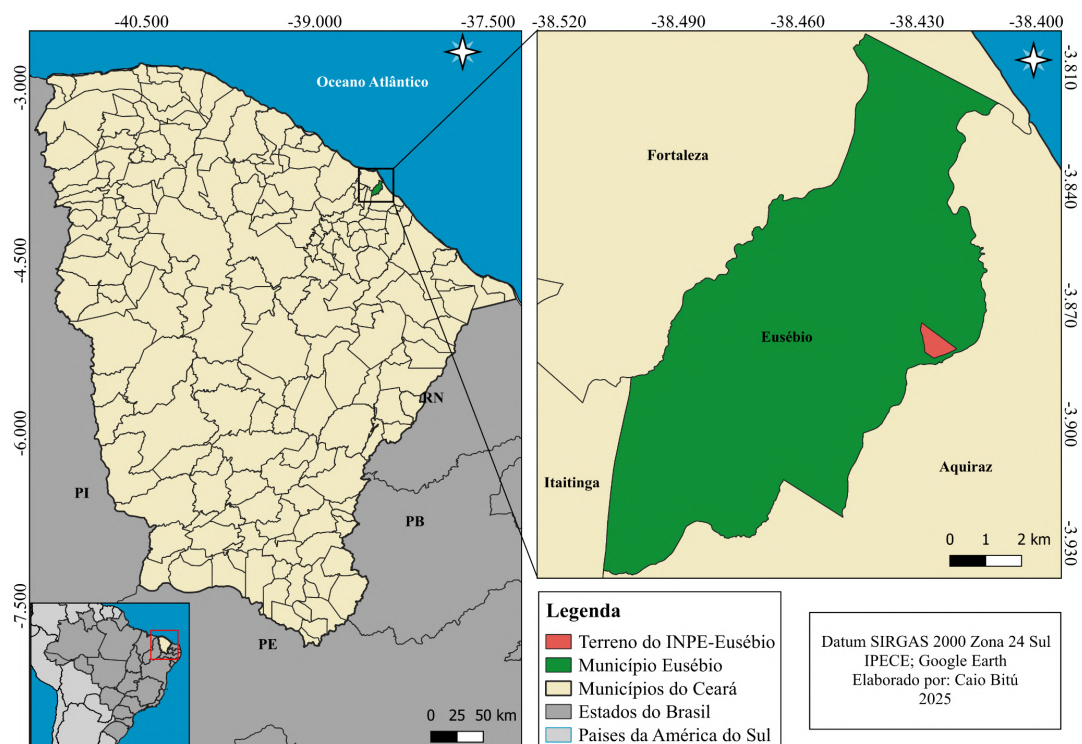 -40.500
-39.000
-37.500
-3.0000
-4.500
-6.000
-7.500
Oceano Atlântico
RN
PI
PB
PE
0 25 50 km
-38.520
-38.490
-38.460
-38.430
-38.400
-3.810
-3.840
-3.870
-3.900
-3.930
Fortaleza
Eusébio
Itaitinga
Aquiraz
0 1 2 km
Legenda
Terreno do INPE-Eusébio
Município Eusébio
Municípios do Ceará
Estados do Brasil
Paises da América do Sul
Datum SIRGAS 2000 Zona 24 Sul
IPECE; Google Earth
Elaborado por: Caio Bitú
2025